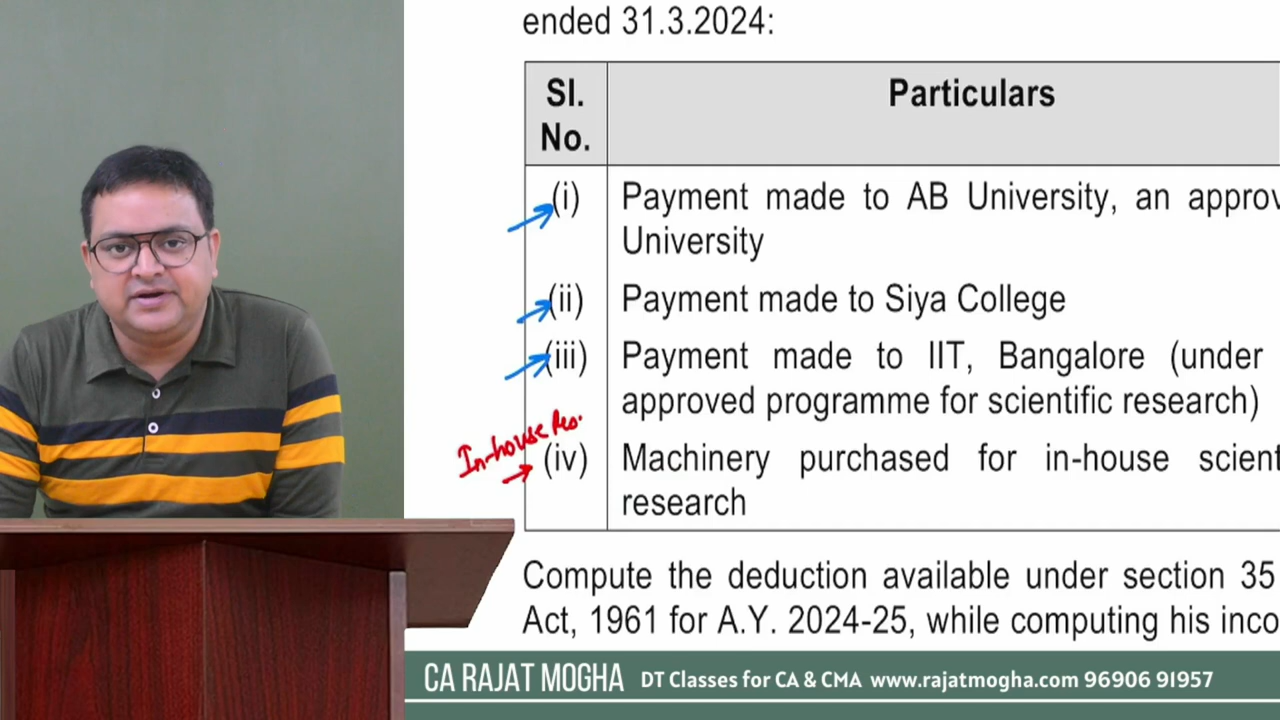 ended 31.3.2024:
Sl. No.
Particulars
(i)
Payment made to AB University, an approv
University
(ii)
Payment made to Siya College
(iii)
Payment made to IIT, Bangalore (under
approved programme for scientific research)
In-house Res.
(iv)
Machinery purchased for in-house scient
research
Compute the deduction available under section 35
Act, 1961 for A.Y. 2024-25, while computing his inco
CA RAJAT MOGHA DT Classes for CA & CMA www.rajatmogha.com 96906 91957